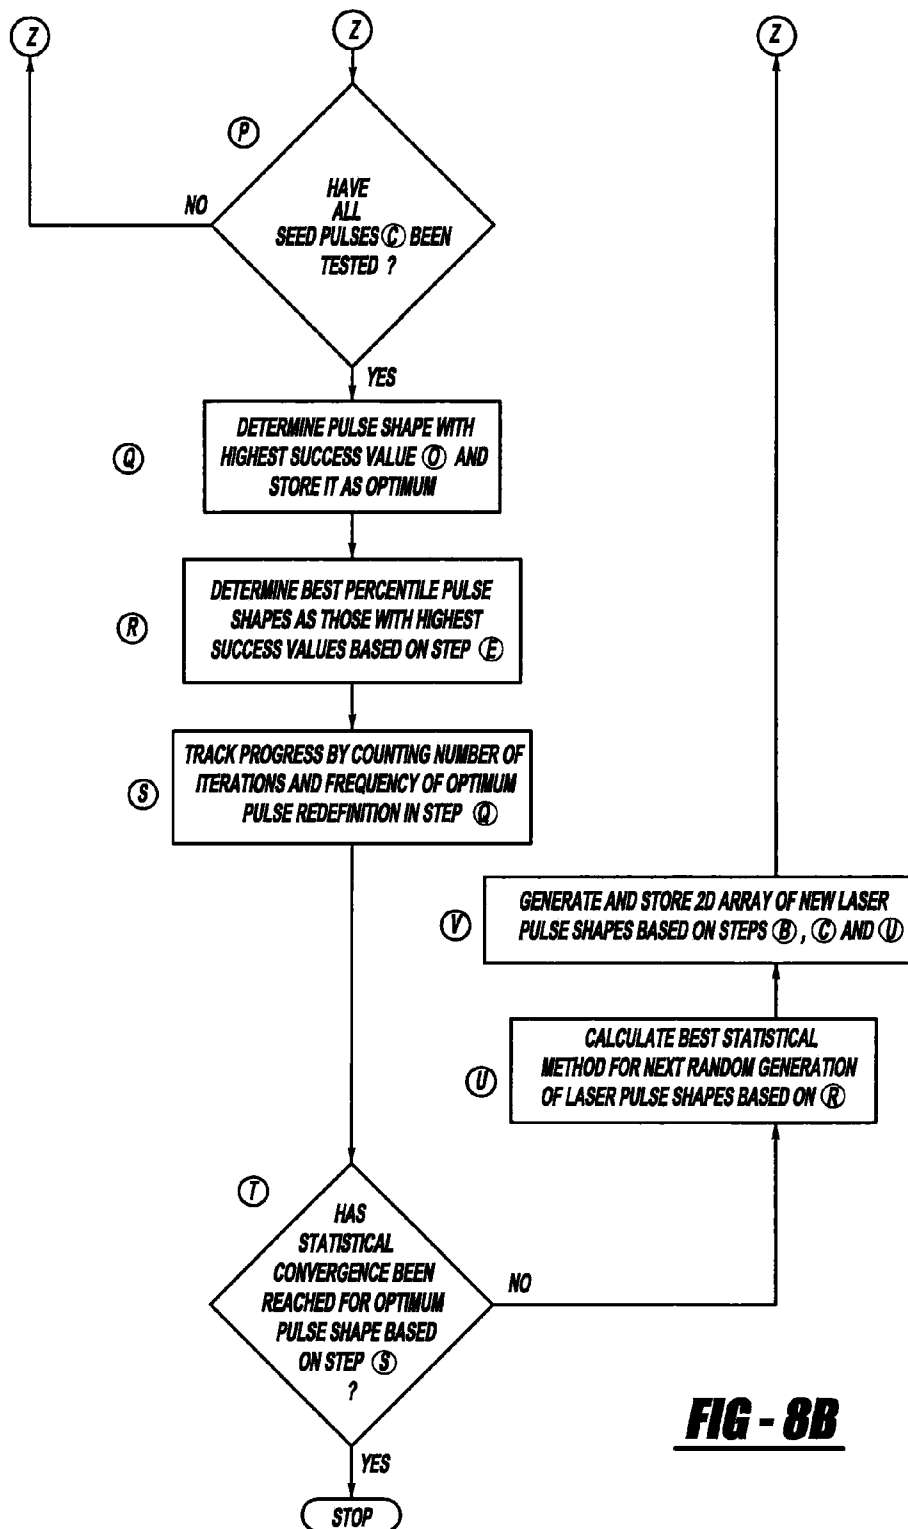 Z
Z
Z
P
NO
HAVE
ALL
SEED PULSES C BEEN
TESTED ?
YES
Q
DETERMINE PULSE SHAPE WITH
HIGHEST SUCCESS VALUE O AND
STORE IT AS OPTIMUM
R
DETERMINE BEST PERCENTILE PULSE
SHAPES AS THOSE WITH HIGHEST
SUCCESS VALUES BASED ON STEP E
S
TRACK PROGRESS BY COUNTING NUMBER OF
ITERATIONS AND FREQUENCY OF OPTIMUM
PULSE REDEFINITION IN STEP Q
V
GENERATE AND STORE 2D ARRAY OF NEW LASER
PULSE SHAPES BASED ON STEPS B , C AND U
U
CALCULATE BEST STATISTICAL
METHOD FOR NEXT RANDOM GENERATION
OF LASER PULSE SHAPES BASED ON R
T
HAS
STATISTICAL
CONVERGENCE BEEN
REACHED FOR OPTIMUM
PULSE SHAPE BASED
ON STEP S
?
NO
YES
STOP
FIG - 8B